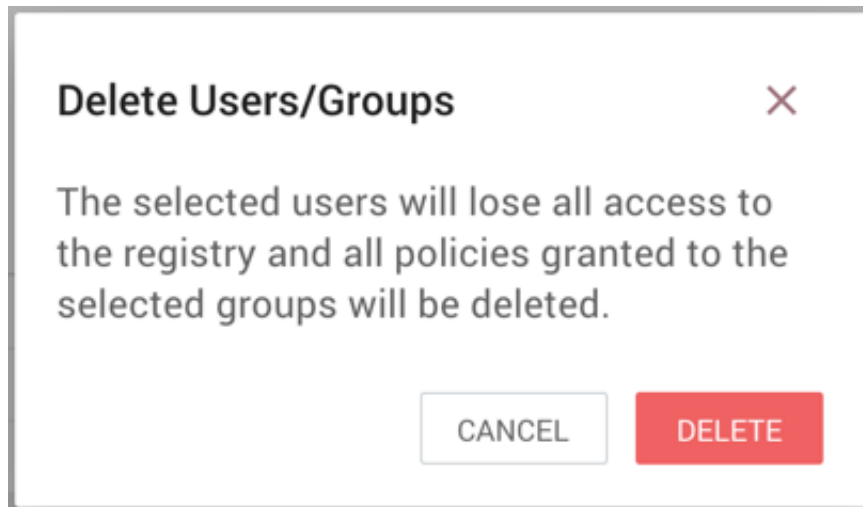 Delete Users/Groups
The selected users will lose all access to
the registry and all policies granted to the
selected groups will be deleted.
CANCEL
DELETE